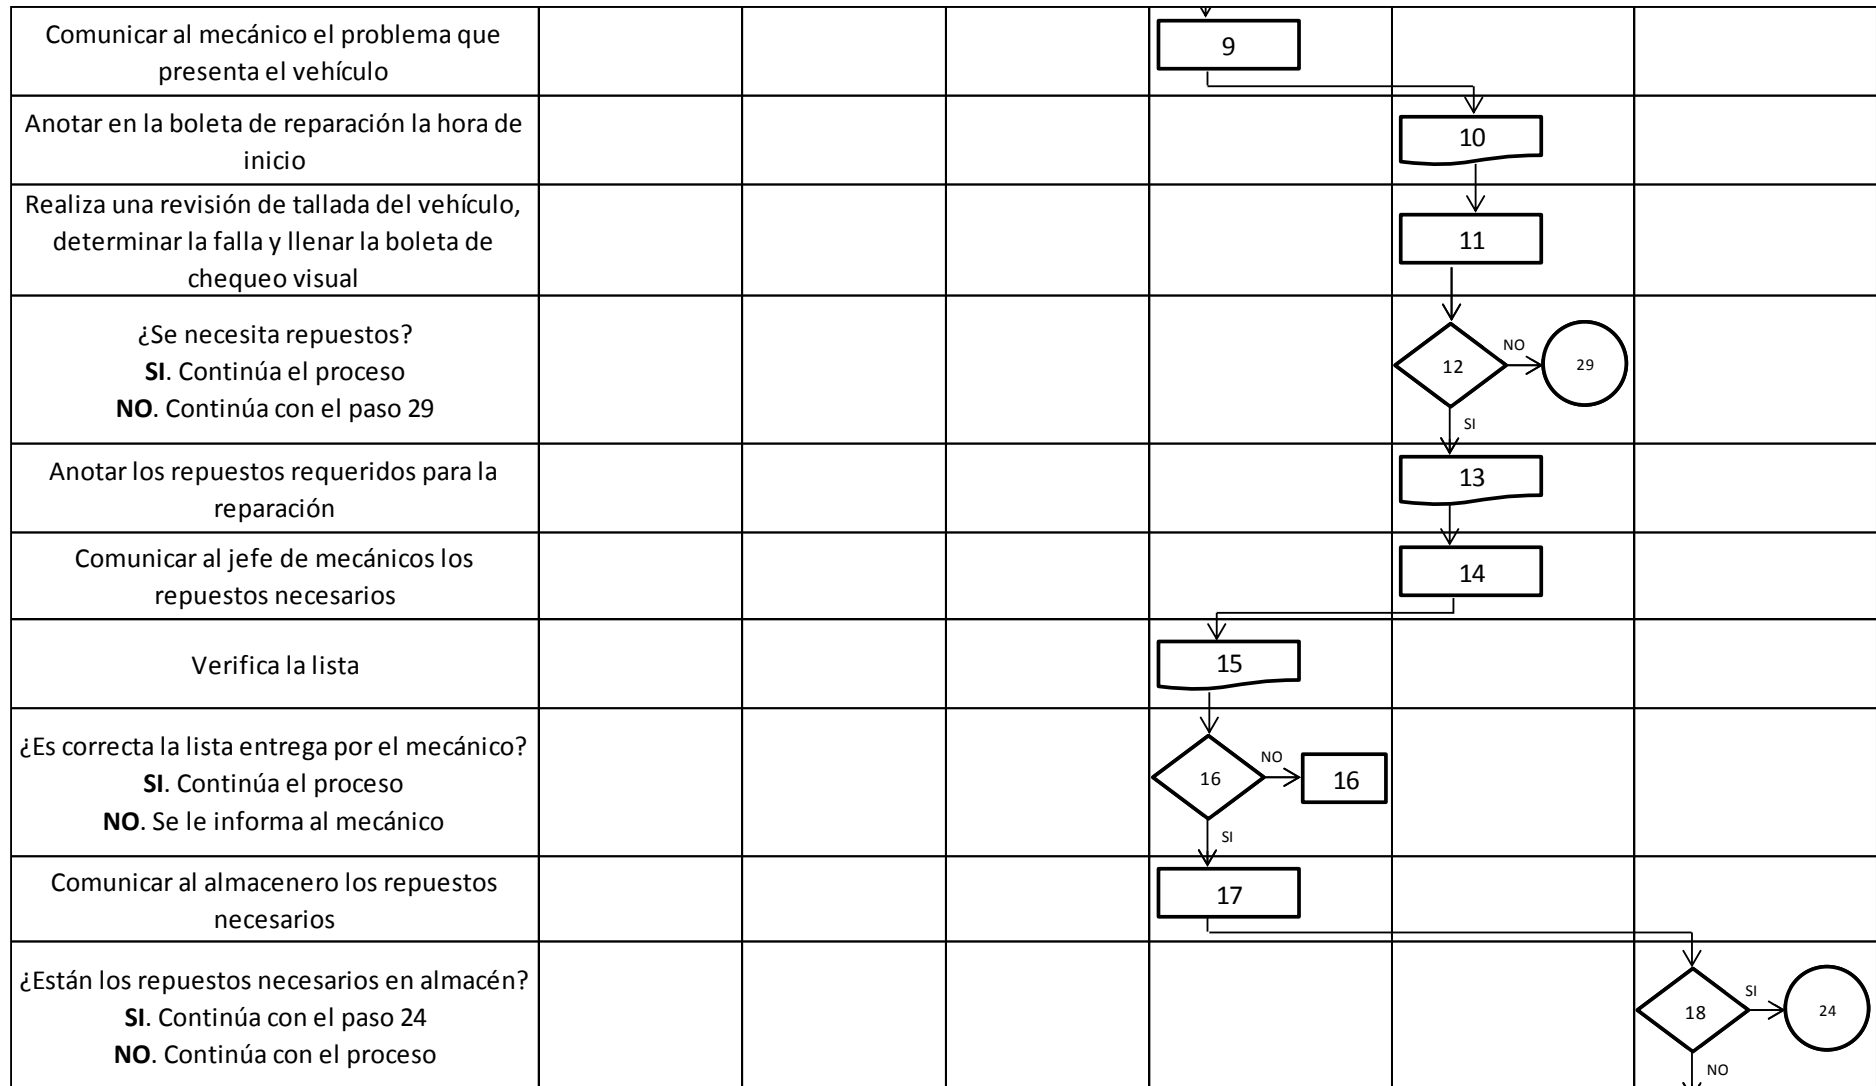 Comunicar al mecánico el problema que
presenta el vehículo
9
Anotar en la boleta de reparación la hora de
inicio
10
Realiza una revisión de tallada del vehículo,
determinar la falla y llenar la boleta de
chequeo visual
11
¿Se necesita repuestos?
SI. Continúa el proceso
NO. Continúa con el paso 29
12
NO
29
SI
Anotar los repuestos requeridos para la
reparación
13
Comunicar al jefe de mecánicos los
repuestos necesarios
14
Verifica la lista
15
¿Es correcta la lista entrega por el mecánico?
SI. Continúa el proceso
NO. Se le informa al mecánico
16
NO
16
SI
Comunicar al almacenero los repuestos
necesarios
17
¿Están los repuestos necesarios en almacén?
SI. Continúa con el paso 24
NO. Continúa con el proceso
18
SI
24
NO